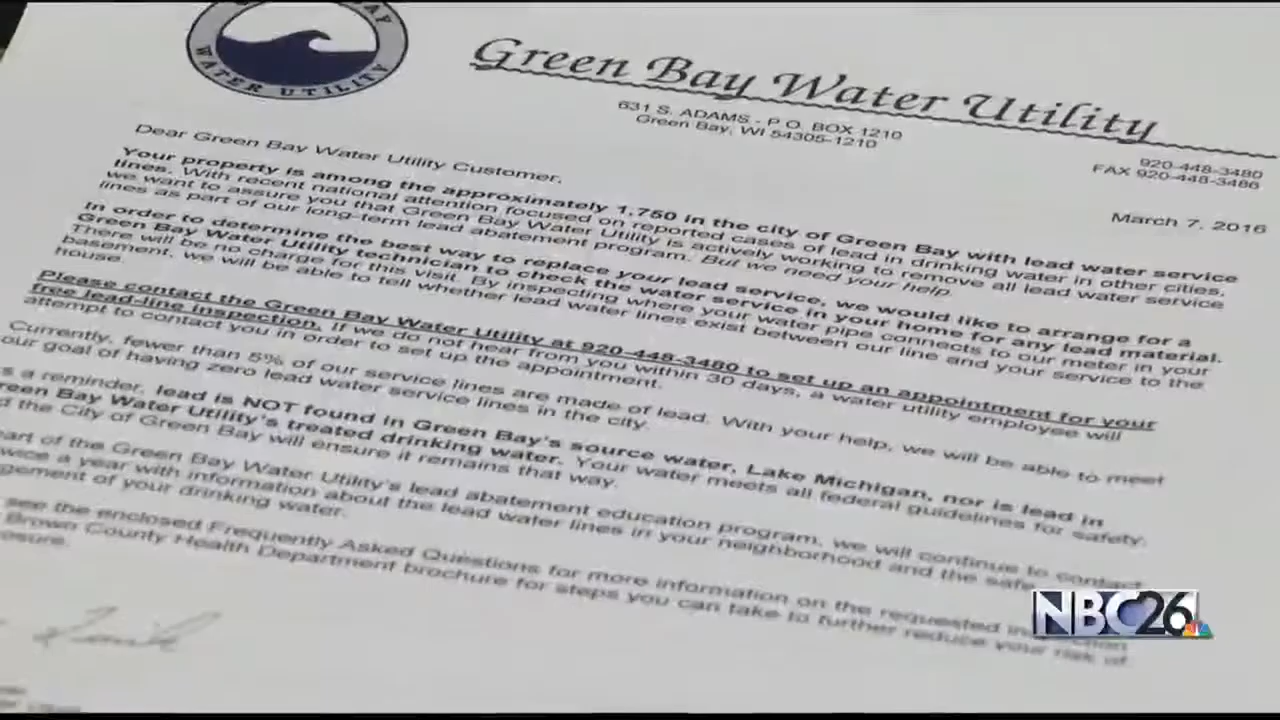 BAY
WATER UTILITY
Green Bay Water Utility
631 S. ADAMS - P.O. BOX 1210
Green Bay, WI 54305-1210
920-448-3480
FAX 920-448-3486
March 7, 2016
Dear Green Bay Water Utility Customer,
Your property is among the approximately 1,750 in the city of Green Bay with lead water service
lines. With recent national attention focused on reported cases of lead in drinking water in other cities,
we want to assure you that Green Bay Water Utility is actively working to remove all lead water service
lines as part of our long-term lead abatement program. But we need your help.
In order to determine the best way to replace your lead service, we would like to arrange for a
Green Bay Water Utility technician to check the water service in your home for any lead material.
There will be no charge for this visit. By inspecting where your water pipe connects to our meter in your
basement, we will be able to tell whether lead water lines exist between our line and your service to the
house.
Please contact the Green Bay Water Utility at 920-448-3480 to set up an appointment for your
free lead-line inspection. If we do not hear from you within 30 days, a water utility employee will
attempt to contact you in order to set up the appointment.
Currently, fewer than 5% of our service lines are made of lead. With your help, we will be able to meet
our goal of having zero lead water service lines in the city.
s a reminder, lead is NOT found in Green Bay's source water, Lake Michigan, nor is lead in
reen Bay Water Utility's treated drinking water. Your water meets all federal guidelines for safety.
d the City of Green Bay will ensure it remains that way.
art of the Green Bay Water Utility's lead abatement education program, we will continue to contact
wice a year with information about the lead water lines in your neighborhood and the safe
gement of your drinking water.
see the enclosed Frequently Asked Questions for more information on the requested inspection
Brown County Health Department brochure for steps you can take to further reduce your risk of
osure.
NBC26